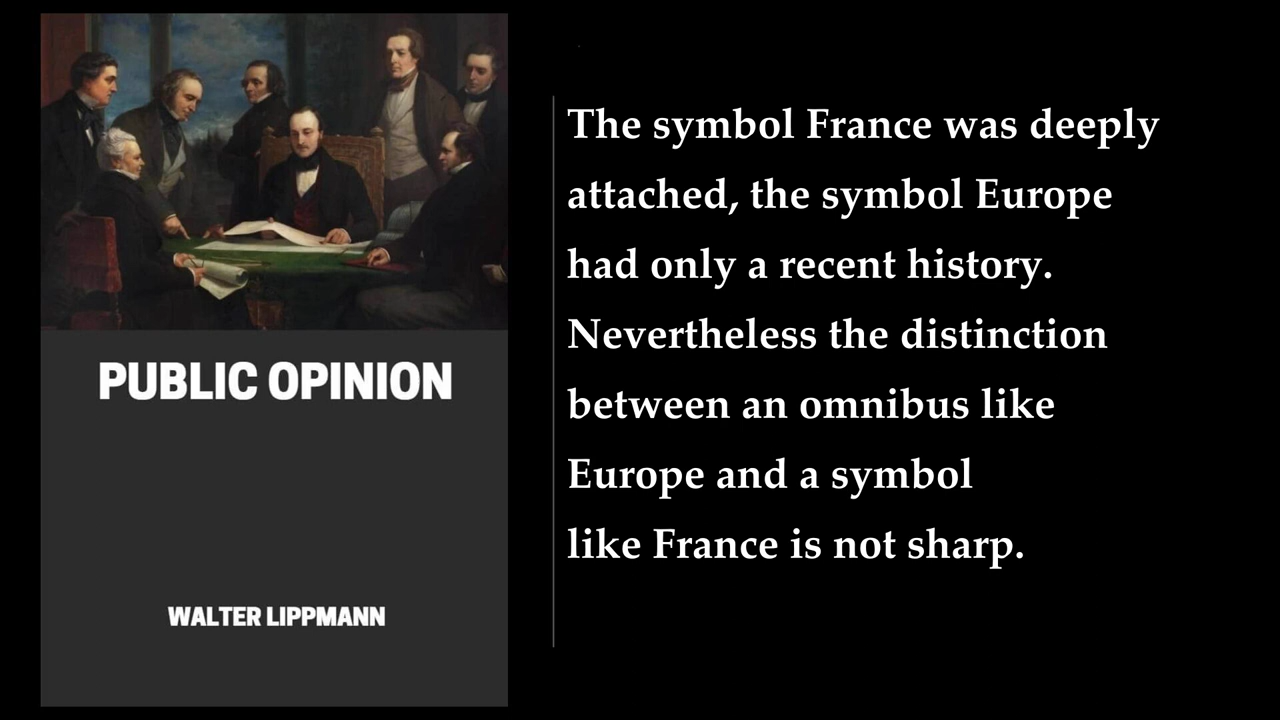 PUBLIC OPINION
WALTER LIPPMANN
The symbol France was deeply
attached, the symbol Europe
had only a recent history.
Nevertheless the distinction
between an omnibus like
Europe and a symbol
like France is not sharp.